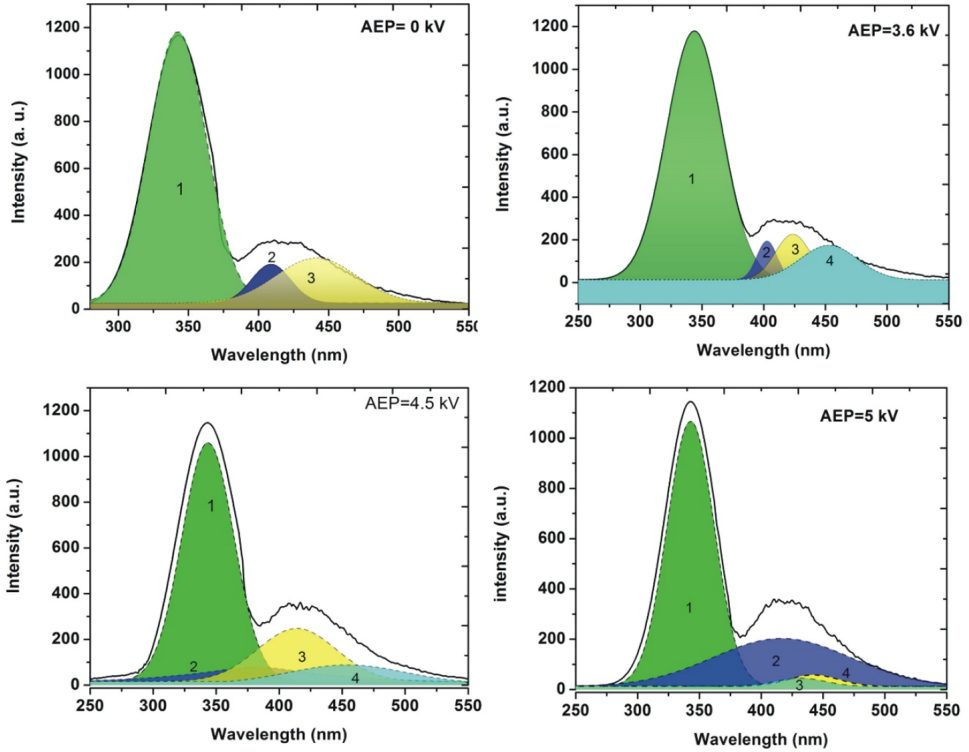 AEP= 0 kV
1200
1000
800
600
400
200
0
Intensity (a. u.)
1
2
3
300 350 400 450 500 550
Wavelength (nm)
AEP=3.6 kV
1200
1000
800
600
400
200
0
Intensity (a.u.)
1
2
3
4
250 300 350 400 450 500 550
Wavelength (nm)
AEP=4.5 kV
1200
1000
800
600
400
200
0
Intensity (a.u.)
1
2
3
4
250 300 350 400 450 500 550
Wavelength (nm)
AEP=5 kV
1200
1000
800
600
400
200
0
intensity (a.u.)
1
2
3
4
250 300 350 400 450 500 550
Wavelength (nm)